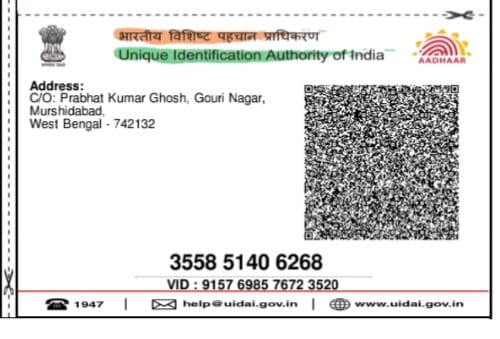 भारतीय विशिष्ट पहचान प्राधिकरण
Unique Identification Authority of India
AADHAAR
Address:
C/O: Prabhat Kumar Ghosh, Gouri Nagar,
Murshidabad,
West Bengal - 742132
3558 5140 6268
VID : 9157 6985 7672 3520
1947 | help@uidai.gov.in | www.uidai.gov.in